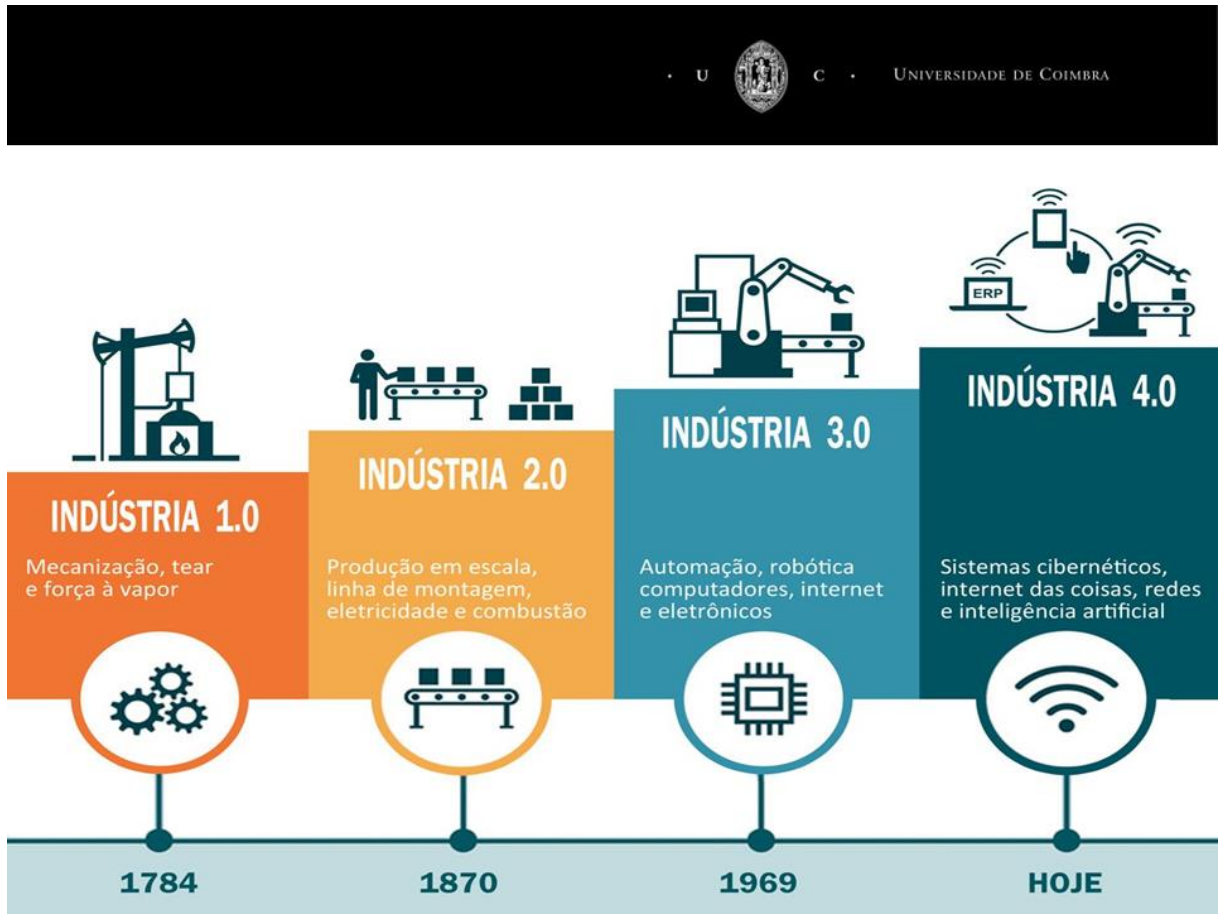 · U C · UNIVERSIDADE DE COIMBRA
ERP
INDÚSTRIA 1.0
Mecanização, tear
e força à vapor
INDÚSTRIA 2.0
Produção em escala,
linha de montagem,
eletricidade e combustão
INDÚSTRIA 3.0
Automação, robótica
computadores, internet
e eletrônicos
INDÚSTRIA 4.0
Sistemas cibernéticos,
internet das coisas, redes
e inteligência artificial
1784
1870
1969
HOJE